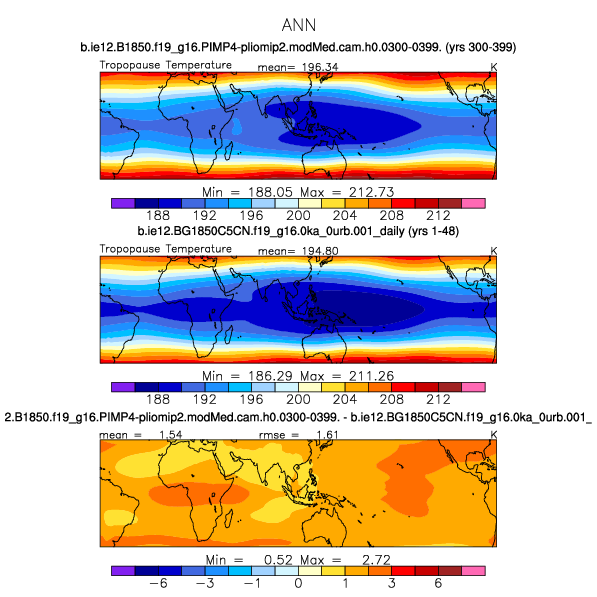 ANN
b.ie12.B1850.f19_g16.PIMP4-pliomip2.modMed.cam.h0.0300-0399. (yrs 300-399)
Tropopause Temperature mean= 196.34 K
Min = 188.05 Max = 212.73
188 192 196 200 204 208 212
b.ie12.BG1850C5CN.f19_g16.0ka_0urb.001_daily (yrs 1-48)
Tropopause Temperature mean= 194.80 K
Min = 186.29 Max = 211.26
188 192 196 200 204 208 212
2.B1850.f19_g16.PIMP4-pliomip2.modMed.cam.h0.0300-0399. - b.ie12.BG1850C5CN.f19_g16.0ka_0urb.001_
mean = 1.54 rmse = 1.61 K
Min = 0.52 Max = 2.72
-6 -3 -1 0 1 3 6